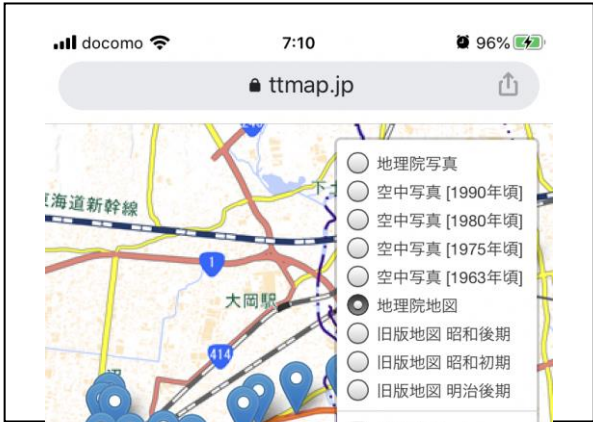 docomo
7:10
96%
ttmap.jp
246
地理院写真
空中写真 [1990年頃]
空中写真 [1980年頃]
空中写真 [1975年頃]
空中写真 [1963年頃]
地理院地図
旧版地図 昭和後期
旧版地図 昭和初期
旧版地図 明治後期
海道新幹線
下
1
大岡駅
414
沼